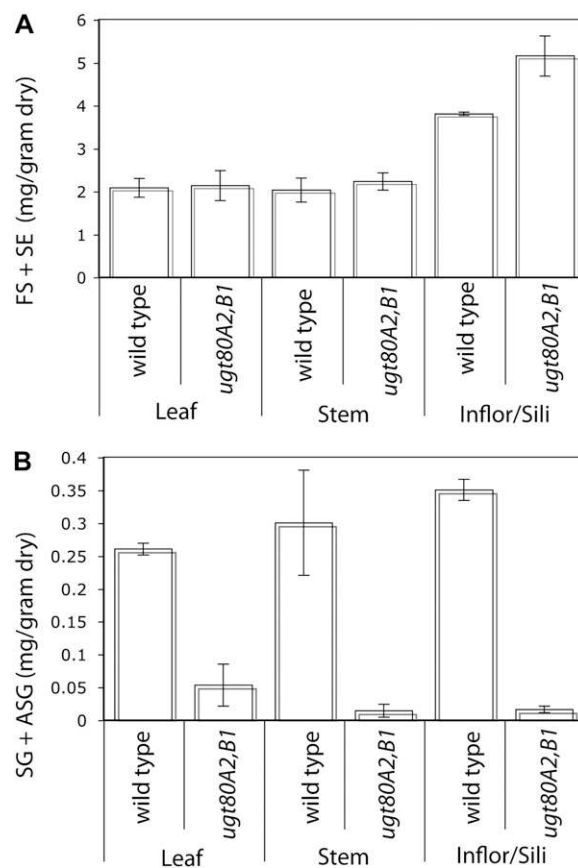 A
FS + SE (mg/gram dry)
6
5
4
3
2
1
0
wild type
ugt80A2,B1
wild type
ugt80A2,B1
wild type
ugt80A2,B1
Leaf Stem Inflor/Sili
B
SG + ASG (mg/gram dry)
0.4
0.35
0.3
0.25
0.2
0.15
0.1
0.05
0
wild type
ugt80A2,B1
wild type
ugt80A2,B1
wild type
ugt80A2,B1
Leaf Stem Inflor/Sili